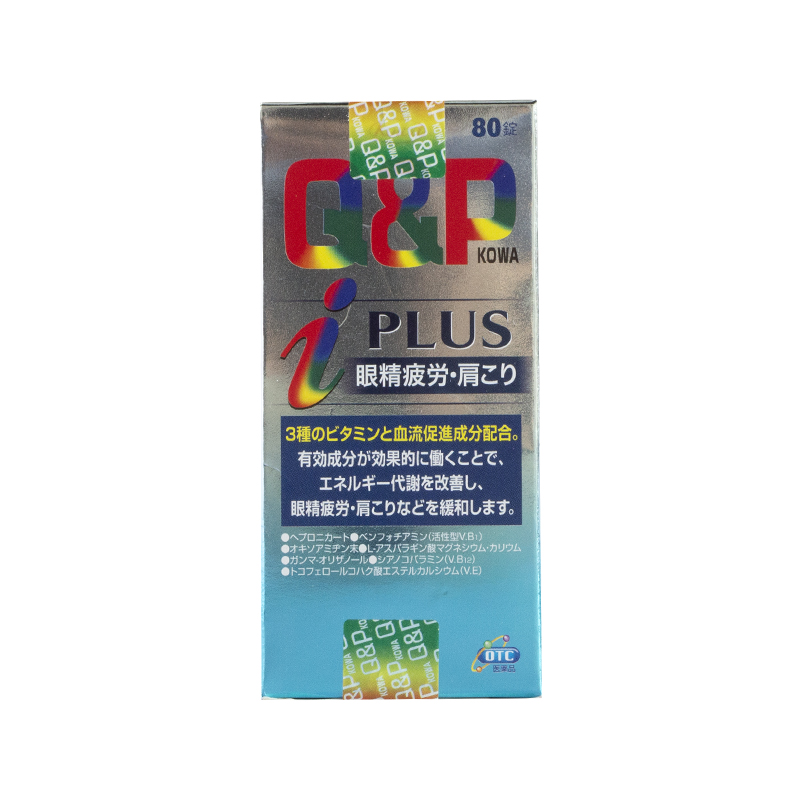 80錠
Q&P
KOWA
i PLUS
眼精疲労・肩こり
3種のビタミンと血流促進成分配合。
有効成分が効果的に働くことで、
エネルギー代謝を改善し、
眼精疲労・肩こりなどを緩和します。
●ヘプロニカート●ベンフォチアミン(活性型V.B1)
●オキソアミヂン末●L-アスパラギン酸マグネシウム・カリウム
●ガンマ-オリザノール●シアノコバラミン(V.B12)
●トコフェロールコハク酸エステルカルシウム(V.E)
Q&P KOWA
OTC
医薬品